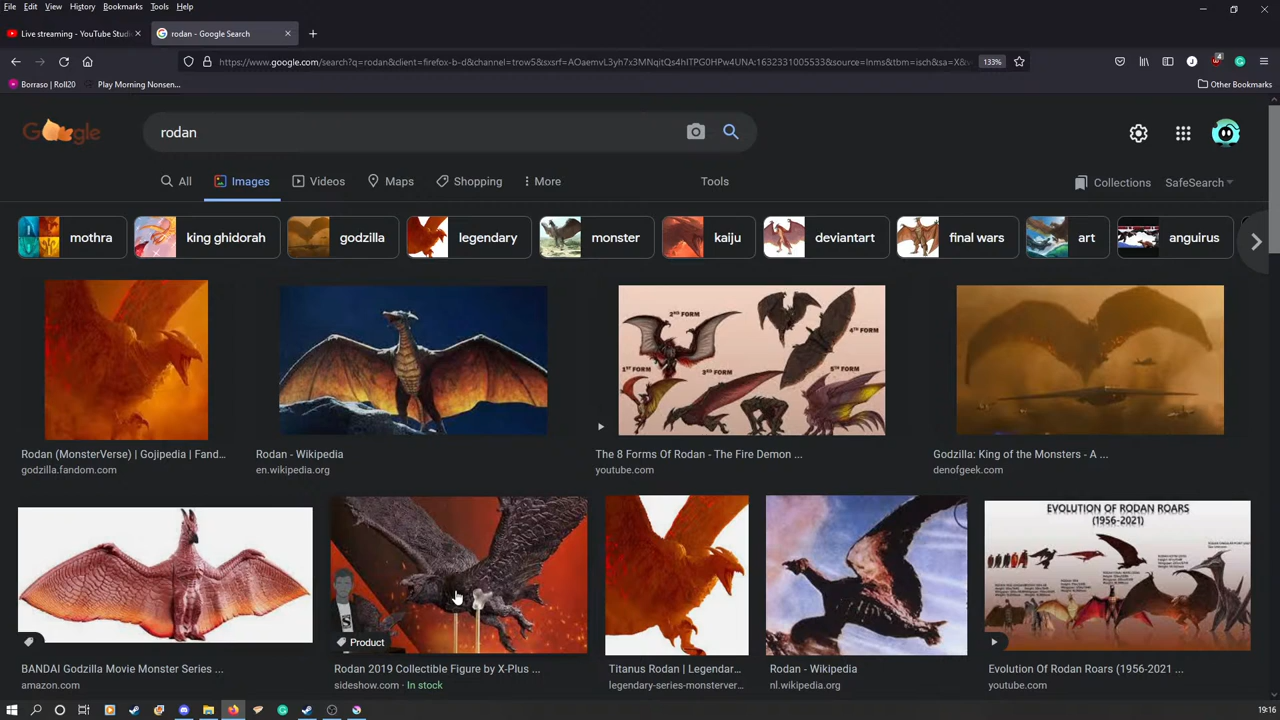 File Edit View History Bookmarks Tools Help
Live streaming - YouTube Studi
rodan - Google Search
https://www.google.com/search?q=rodan&client=firefox-b-d&channel=trow5&sxsrf=AOaemvL3yh7x3MNqitQs4hITPG0HPw4UNA:1632331005533&source=lnms&tbm=isch&sa=X&v
133%
Borraso | Roll20
Play Morning Nonsen...
Other Bookmarks
Google
rodan
All Images Videos Maps Shopping More Tools
Collections SafeSearch
mothra king ghidorah godzilla legendary monster kaiju deviantart final wars art anguirus
1ST FORM
2ND FORM
3RD FORM
4TH FORM
5TH FORM
Rodan (MonsterVerse) | Gojipedia | Fand...
godzilla.fandom.com
Rodan - Wikipedia
en.wikipedia.org
The 8 Forms Of Rodan - The Fire Demon ...
youtube.com
Godzilla: King of the Monsters - A ...
denofgeek.com
EVOLUTION OF RODAN ROARS
(1956-2021)
Product
BANDAI Godzilla Movie Monster Series ...
amazon.com
Rodan 2019 Collectible Figure by X-Plus ...
sideshow.com · In stock
Titanus Rodan | Legendar...
legendary-series-monsterver...
Rodan - Wikipedia
nl.wikipedia.org
Evolution Of Rodan Roars (1956-2021 ...
youtube.com
19:16